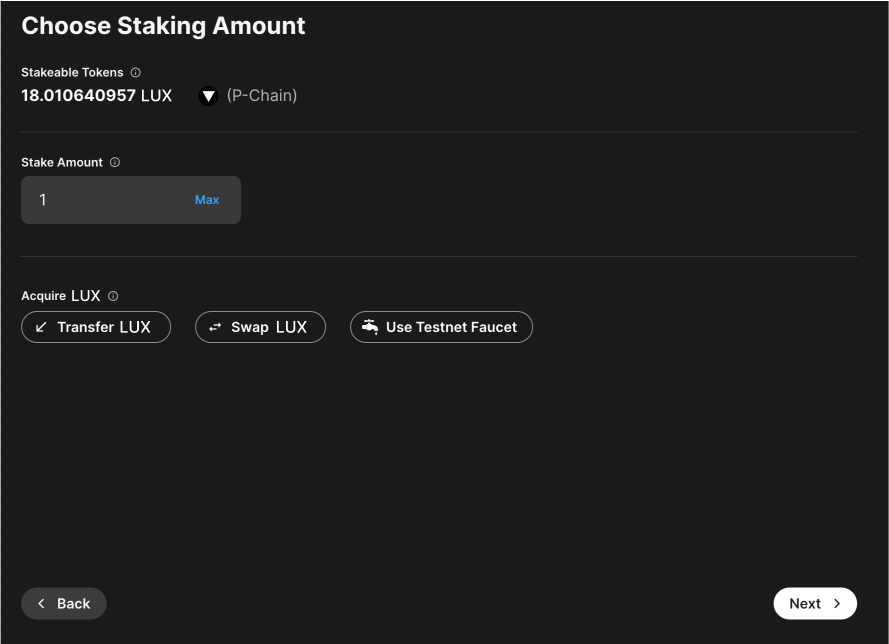 Choose Staking Amount
Stakeable Tokens
18.010640957 LUX (P-Chain)
Stake Amount
1 Max
Acquire LUX
Transfer LUX Swap LUX Use Testnet Faucet
Back Next